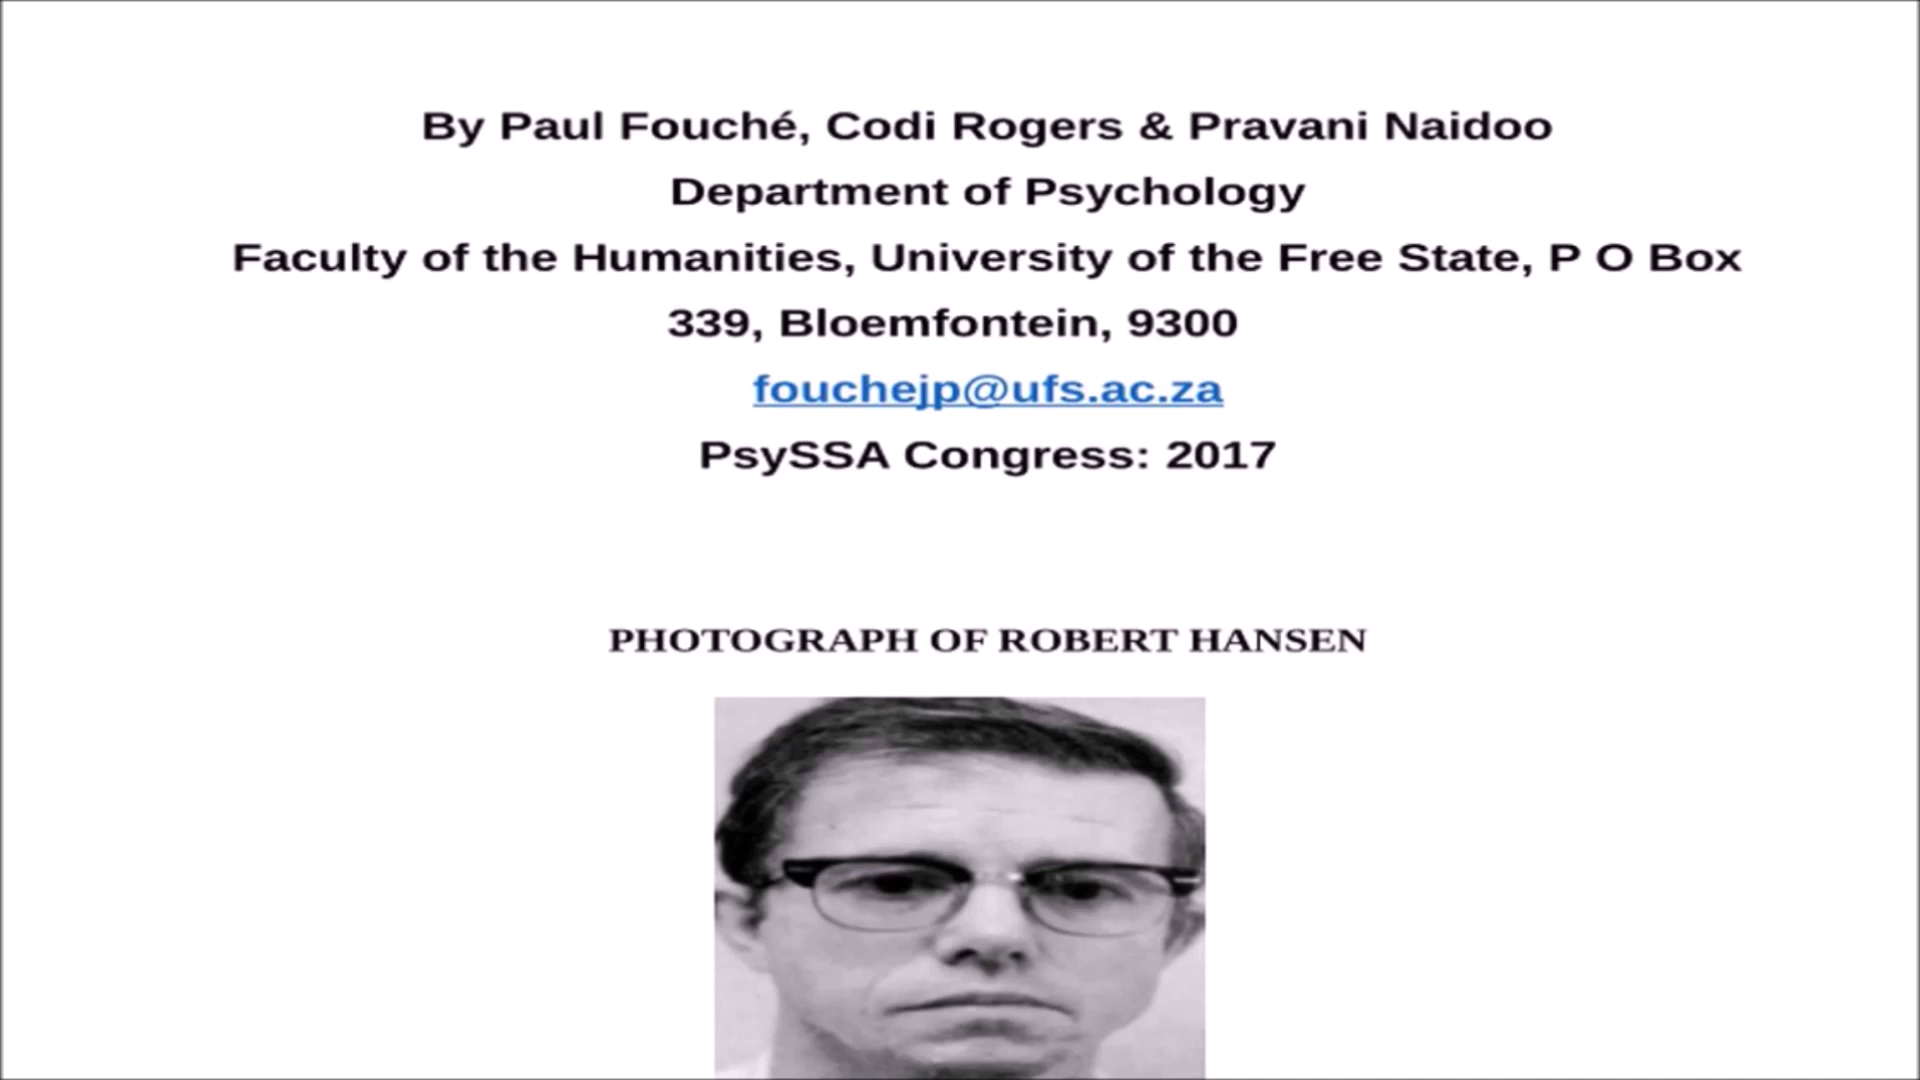 By Paul Fouché, Codi Rogers & Pravani Naidoo
Department of Psychology
Faculty of the Humanities, University of the Free State, P O Box
339, Bloemfontein, 9300
fouchejp@ufs.ac.za
PsySSA Congress: 2017
PHOTOGRAPH OF ROBERT HANSEN